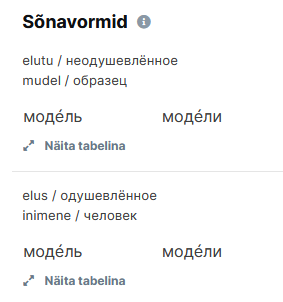 Sõnavormid
elutu / неодушевлённое
mudel / образец
моде́ль моде́ли
Näita tabelina
elus / одушевлённое
inimene / человек
моде́ль моде́ли
Näita tabelina